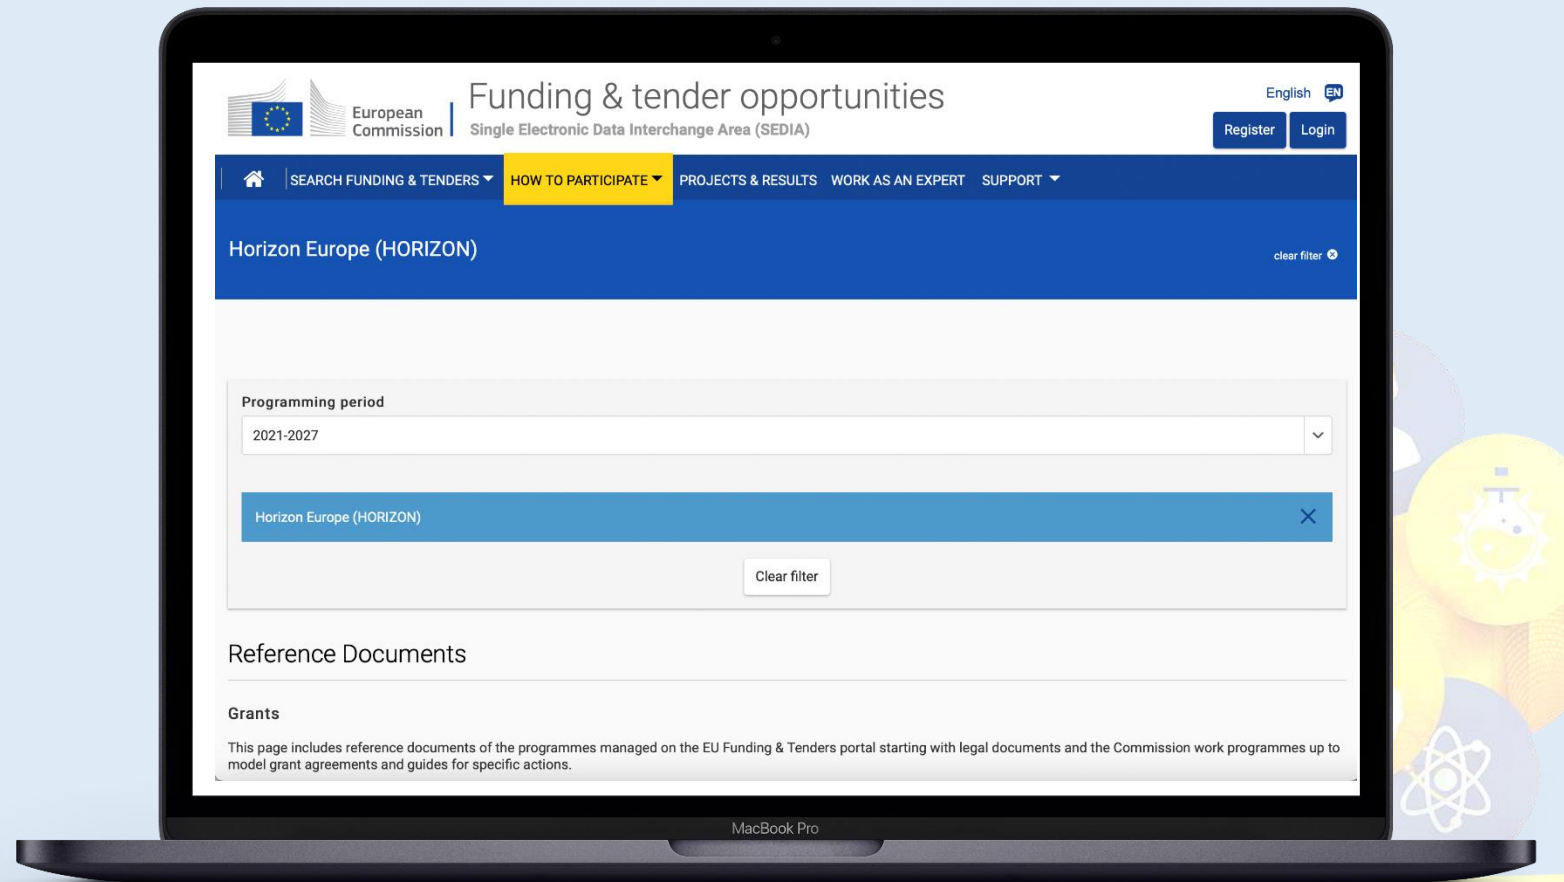 European
Commission
Funding & tender opportunities
Single Electronic Data Interchange Area (SEDIA)
English EN
Register Login
SEARCH FUNDING & TENDERS HOW TO PARTICIPATE PROJECTS & RESULTS WORK AS AN EXPERT SUPPORT
Horizon Europe (HORIZON)
clear filter
Programming period
2021-2027
Horizon Europe (HORIZON)
Clear filter
Reference Documents
Grants
This page includes reference documents of the programmes managed on the EU Funding & Tenders portal starting with legal documents and the Commission work programmes up to
model grant agreements and guides for specific actions.
MacBook Pro